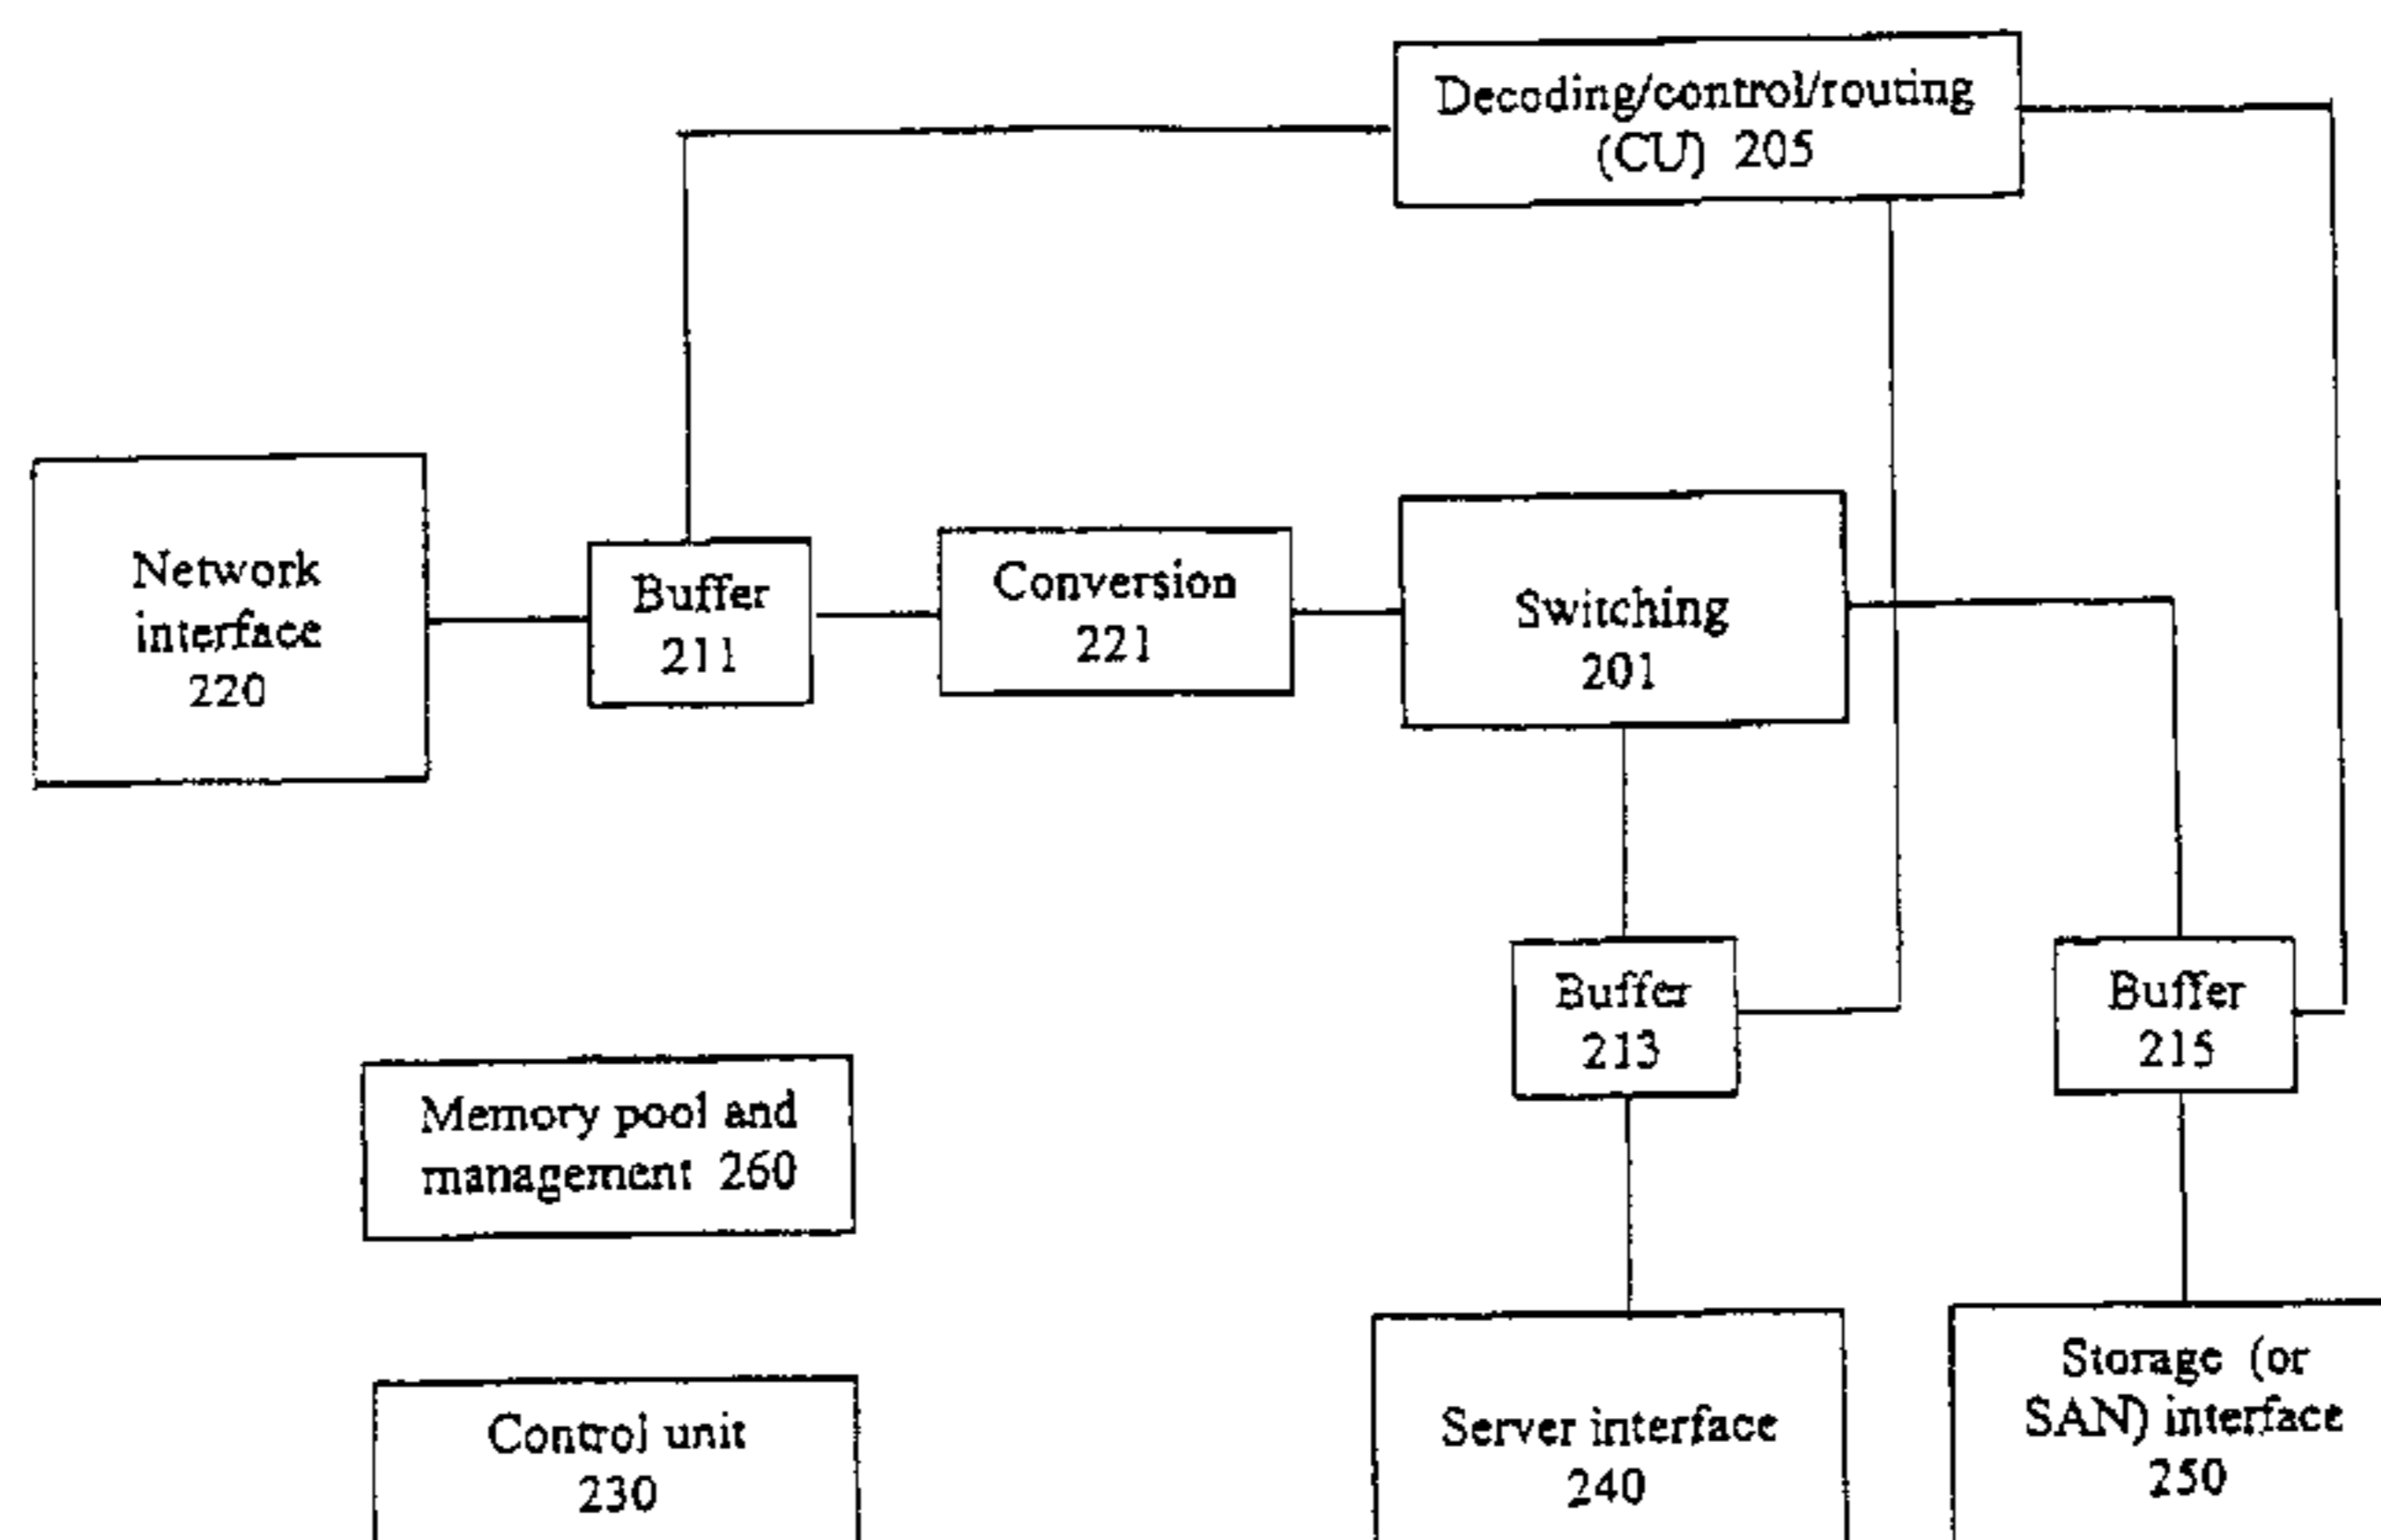 Decoding/control/routing
(CU) 205
Network
interface
220
Buffer
211
Conversion
221
Switching
201
Buffer
213
Buffer
215
Memory pool and
management 260
Control unit
230
Server interface
240
Storage (or
SAN) interface
250